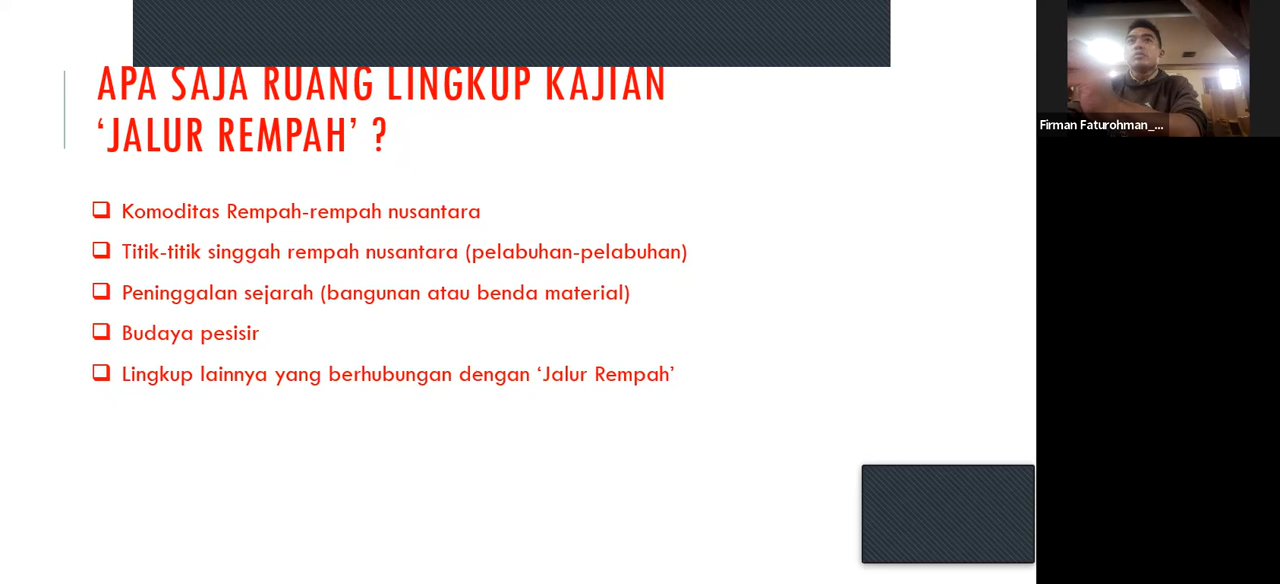 APA SAJA RUANG LINGKUP KAJIAN
‘JALUR REMPAH’ ?
❑ Komoditas Rempah-rempah nusantara
❑ Titik-titik singgah rempah nusantara (pelabuhan-pelabuhan)
❑ Peninggalan sejarah (bangunan atau benda material)
❑ Budaya pesisir
❑ Lingkup lainnya yang berhubungan dengan ‘Jalur Rempah’
Firman Faturohman_...